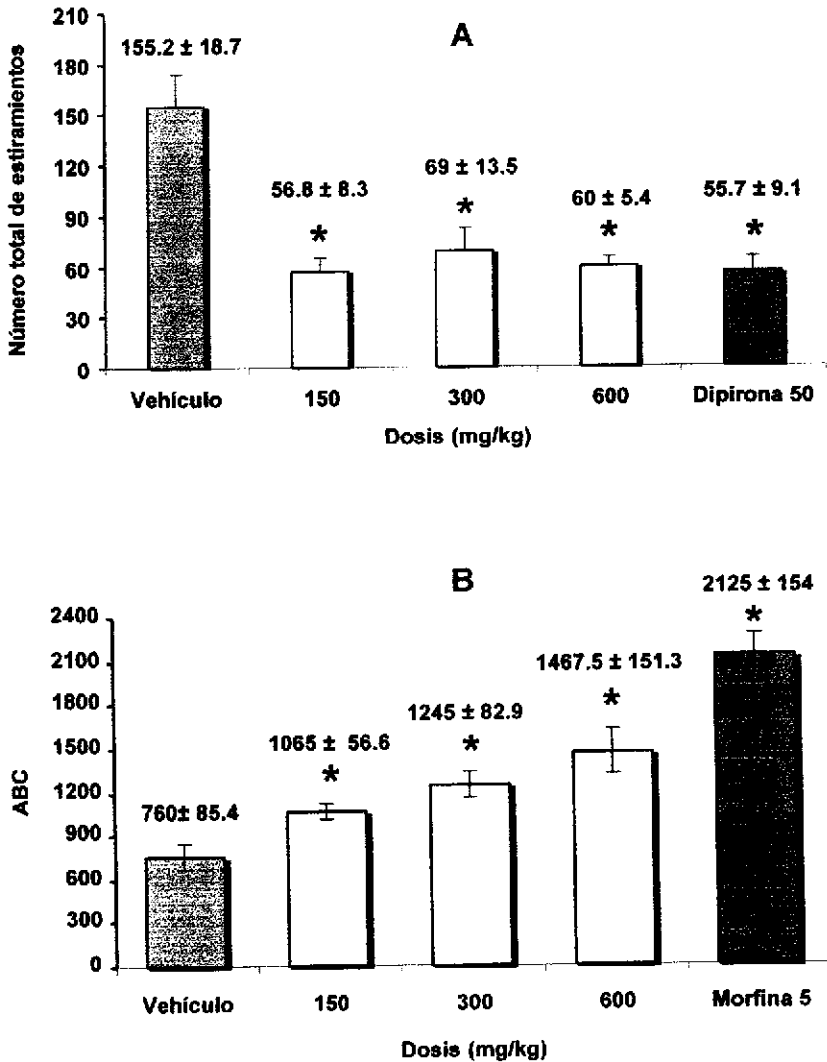 A
Número total de estiramientos
210
180
150
120
90
60
30
0
155.2 ± 18.7
56.8 ± 8.3
*
69 ± 13.5
*
60 ± 5.4
*
55.7 ± 9.1
*
Vehículo 150 300 600 Dipirona 50
Dosis (mg/kg)
B
ABC
2400
2100
1800
1500
1200
900
600
300
0
760± 85.4
1065 ± 56.6
*
1245 ± 82.9
*
1467.5 ± 151.3
*
2125 ± 154
*
Vehículo 150 300 600 Morfina 5
Dosis (mg/kg)